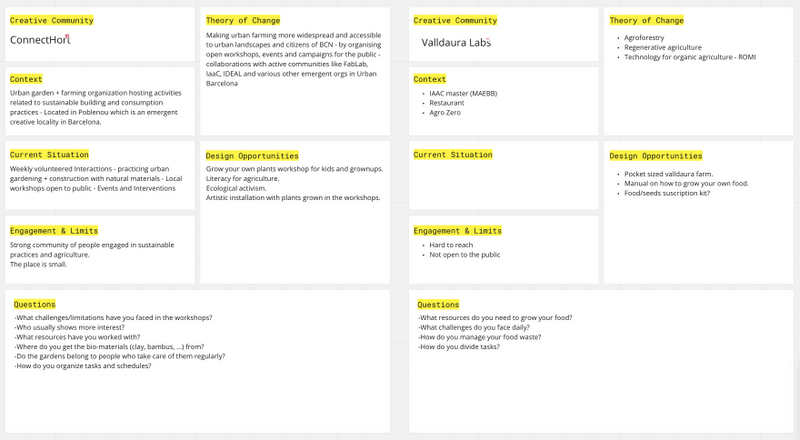 Creative Community
ConnectHort
Theory of Change
Making urban farming more widespread and accessible
to urban landscapes and citizens of BCN - by organising
open workshops, events and campaigns for the public -
collaborations with active communities like FabLab,
IaaC, IDEAL and various other emergent orgs in Urban
Barcelona
Context
Urban garden + farming organization hosting activities
related to sustainable building and consumption
practices - Located in Poblenou which is an emergent
creative locality in Barcelona.
Current Situation
Weekly volunteered Interactions - practicing urban
gardening + construction with natural materials - Local
workshops open to public - Events and Interventions
Design Opportunities
Grow your own plants workshop for kids and grownups.
Literacy for agriculture.
Ecological activism.
Artistic installation with plants grown in the workshops.
Engagement & Limits
Strong community of people engaged in sustainable
practices and agriculture.
The place is small.
Questions
-What challenges/limitations have you faced in the workshops?
-Who usually shows more interest?
-What resources have you worked with?
-Where do you get the bio-materials (clay, bambus, ...) from?
-Do the gardens belong to people who take care of them regularly?
-How do you organize tasks and schedules?
Creative Community
Valldaura Labs
Theory of Change
• Agroforestry
• Regenerative agriculture
• Technology for organic agriculture - ROMI
Context
• IAAC master (MAEBB)
• Restaurant
• Agro Zero
Current Situation
Design Opportunities
• Pocket sized valldaura farm.
• Manual on how to grow your own food.
• Food/seeds suscription kit?
Engagement & Limits
• Hard to reach
• Not open to the public
Questions
-What resources do you need to grow your food?
-What challenges do you face daily?
-How do you manage your food waste?
-How do you divide tasks?